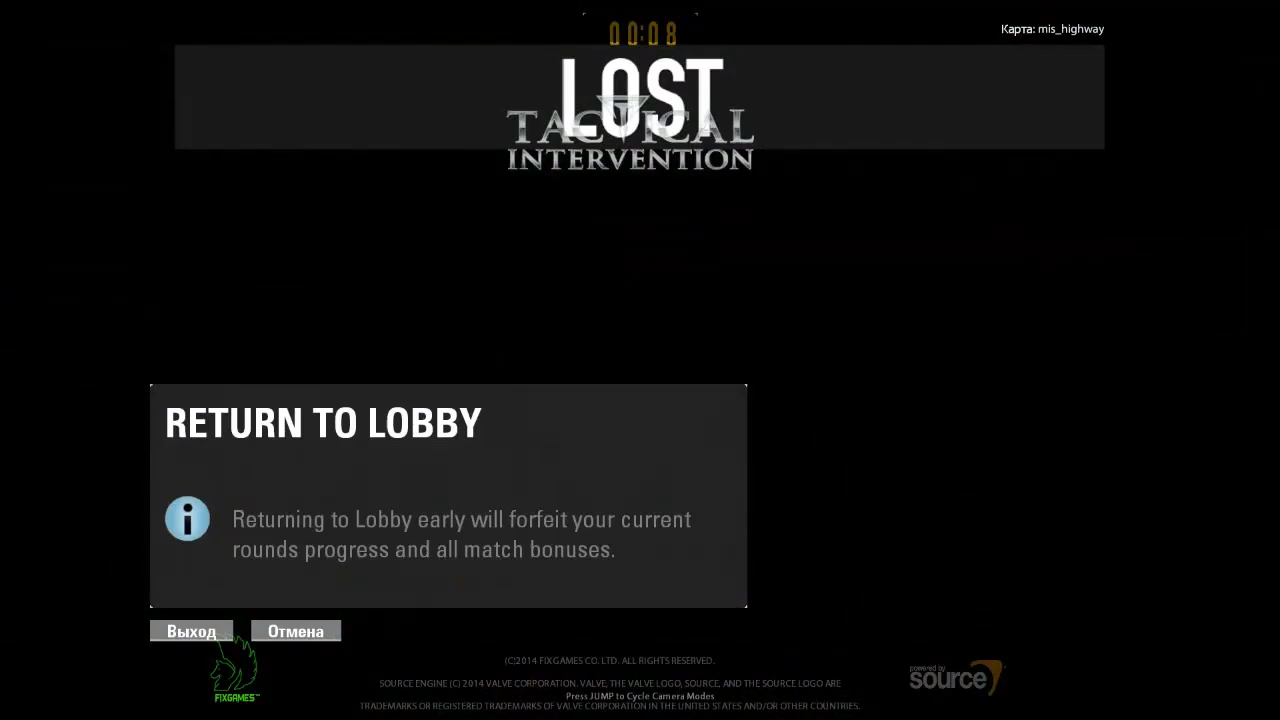 00:08
Карта: mis_highway
LOST
TACTICAL
INTERVENTION
RETURN TO LOBBY
Returning to Lobby early will forfeit your current
rounds progress and all match bonuses.
Выход
Отмена
FIXGAMES™
(C)2014 FIXGAMES CO. LTD. ALL RIGHTS RESERVED.
SOURCE ENGINE (C) 2014 VALVE CORPORATION. VALVE, THE VALVE LOGO, SOURCE, AND THE SOURCE LOGO ARE
Press JUMP to Cycle Camera Modes
TRADEMARKS OR REGISTERED TRADEMARKS OF VALVE CORPORATION IN THE UNITED STATES AND/OR OTHER COUNTRIES.
powered by
source